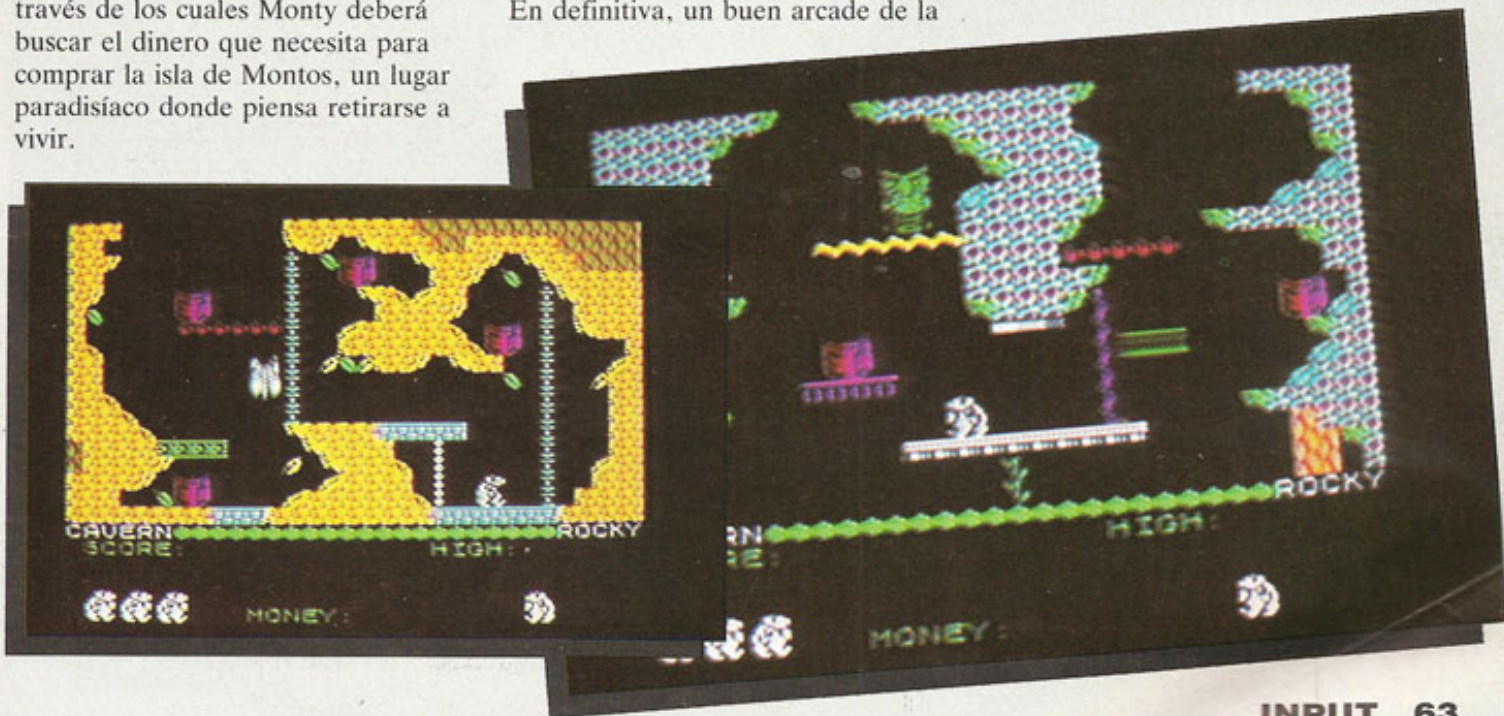 través de los cuales Monty deberá
buscar el dinero que necesita para
comprar la isla de Montos, un lugar
paradisíaco donde piensa retirarse a
vivir.
En definitiva, un buen arcade de la
CAVERN ROCKY
SCORE: HIGH:
MONEY:
RN ROCKY
RE: HIGH:
MONEY:
INPUT 63